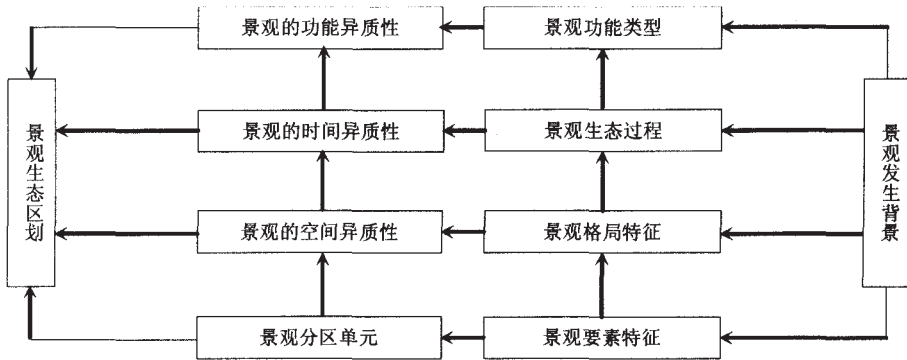 景观的功能异质性
景观功能类型
景观的时间异质性
景观生态过程
景观生态区划
景观发生背景
景观的空间异质性
景观格局特征
景观分区单元
景观要素特征